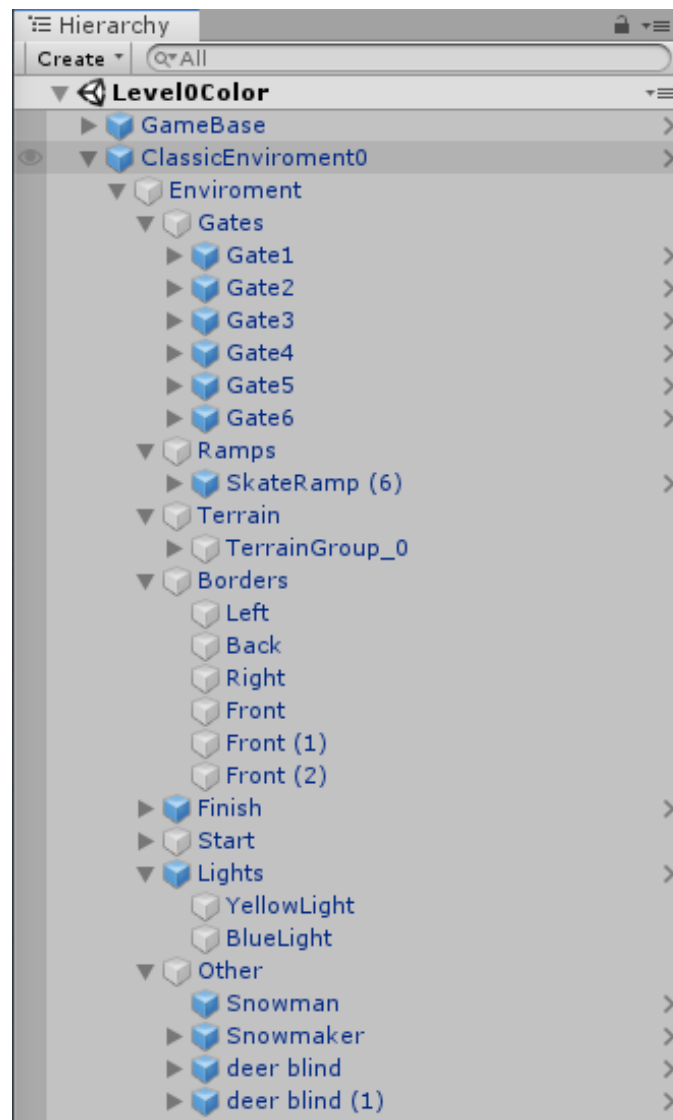 Hierarchy
Create All
Level0Color
GameBase
ClassicEnviroment0
Enviroment
Gates
Gate1
Gate2
Gate3
Gate4
Gate5
Gate6
Ramps
SkateRamp (6)
Terrain
TerrainGroup_0
Borders
Left
Back
Right
Front
Front (1)
Front (2)
Finish
Start
Lights
YellowLight
BlueLight
Other
Snowman
Snowmaker
deer blind
deer blind (1)